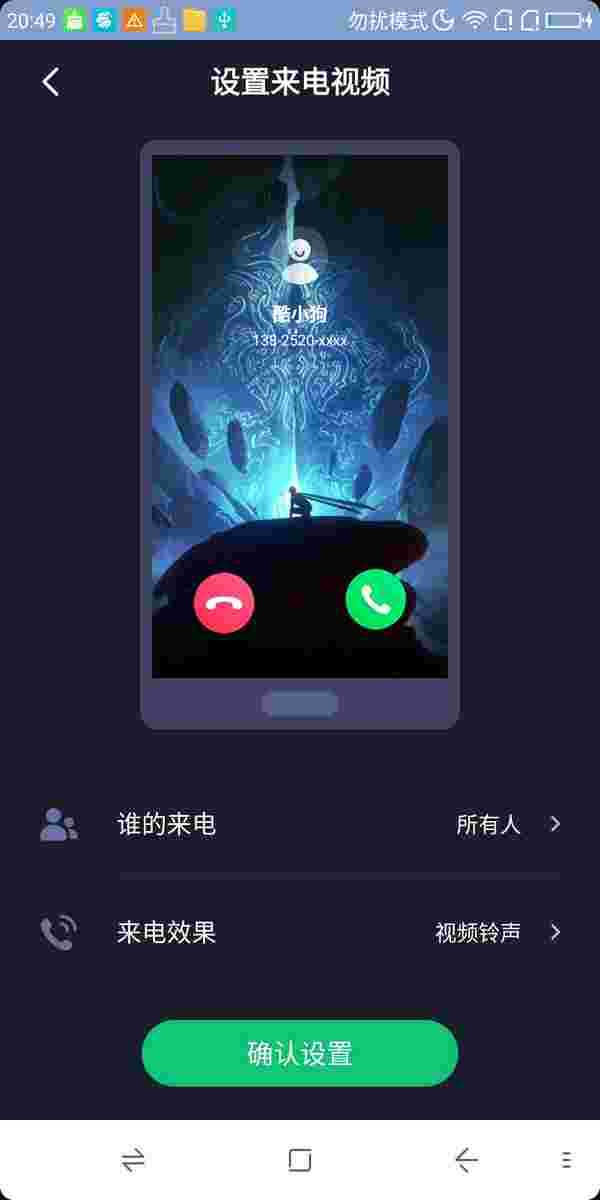 20:49
勿扰模式
设置来电视频
酷小狗
138-2520-xxxx
谁的来电
所有人
来电效果
视频铃声
确认设置